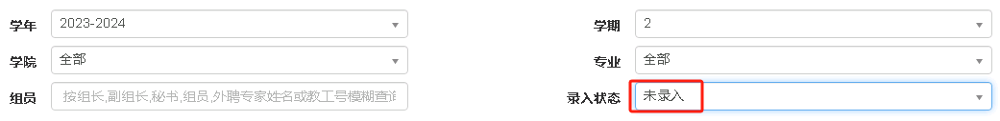 学年 2023-2024 学期 2
学院 全部 专业 全部
组员 按组长,副组长,秘书,组员,外聘专家姓名或教工号模糊查询 录入状态 未录入